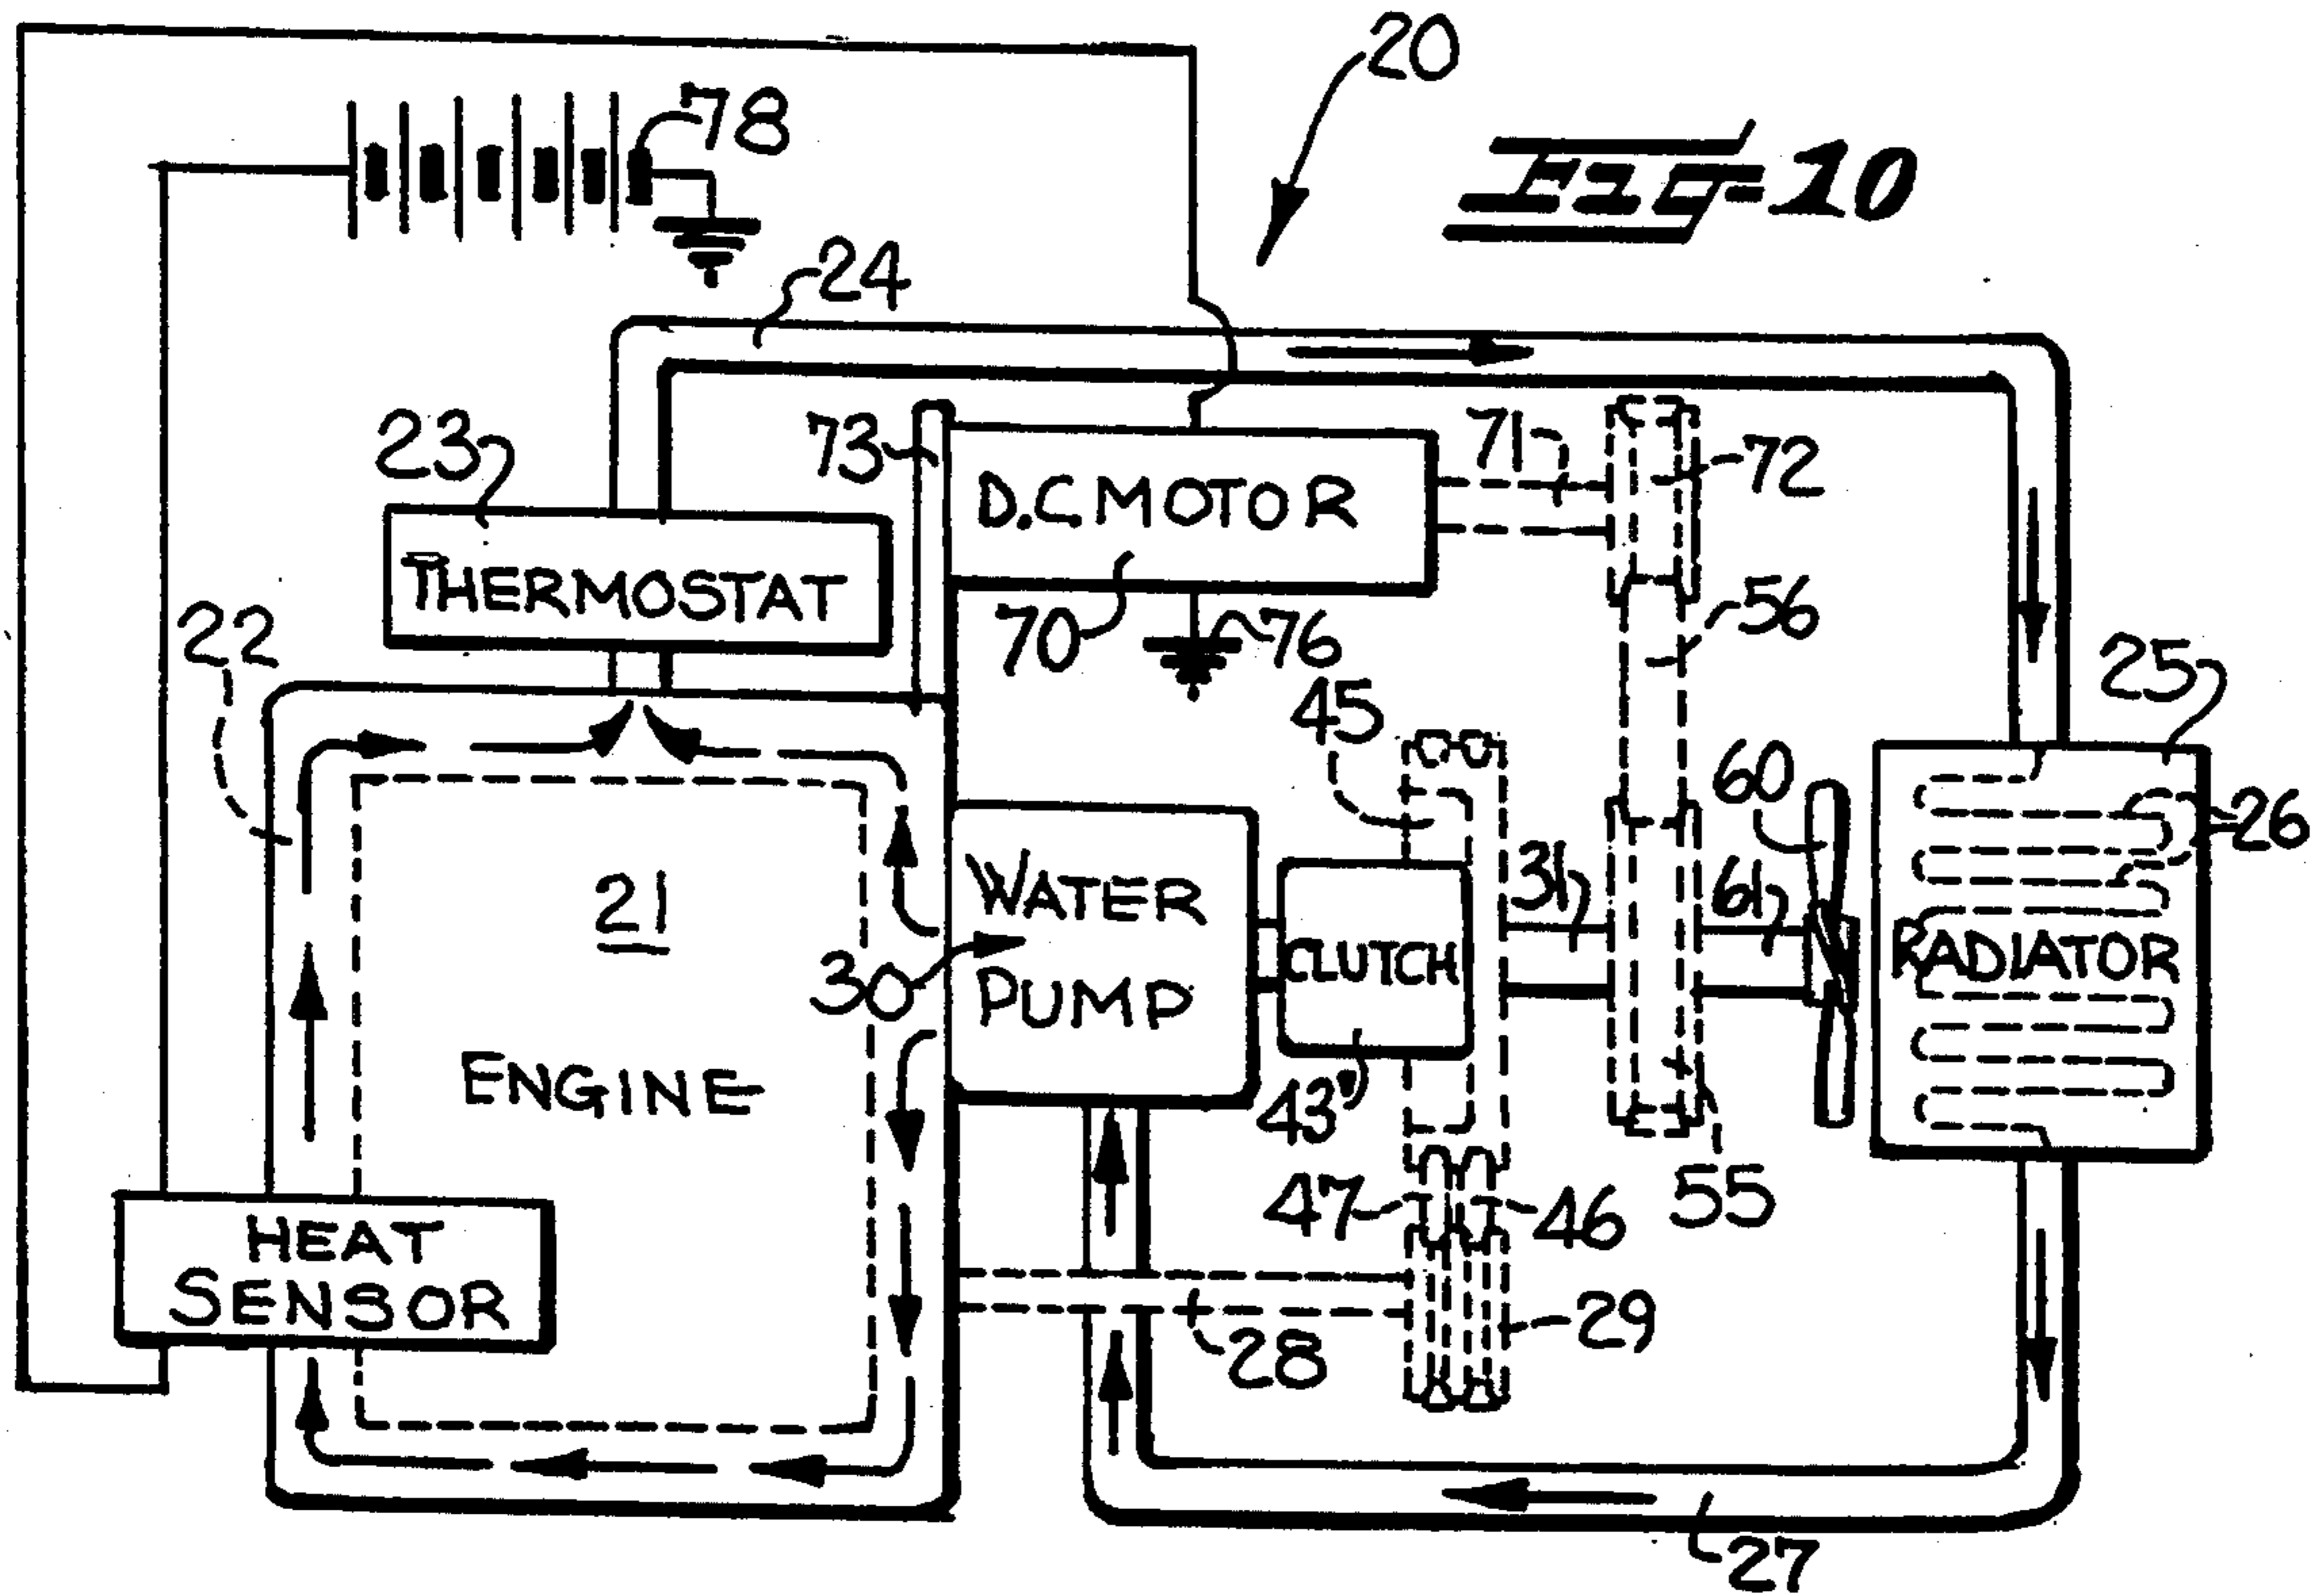 20
78
Fig-10
24
23
73
D.C. MOTOR
71
72
THERMOSTAT
22
70
76
56
45
25
60
26
21
WATER
PUMP
31
61
30
CLUTCH
RADIATOR
ENGINE
43'
47
46
55
HEAT
SENSOR
28
29
27